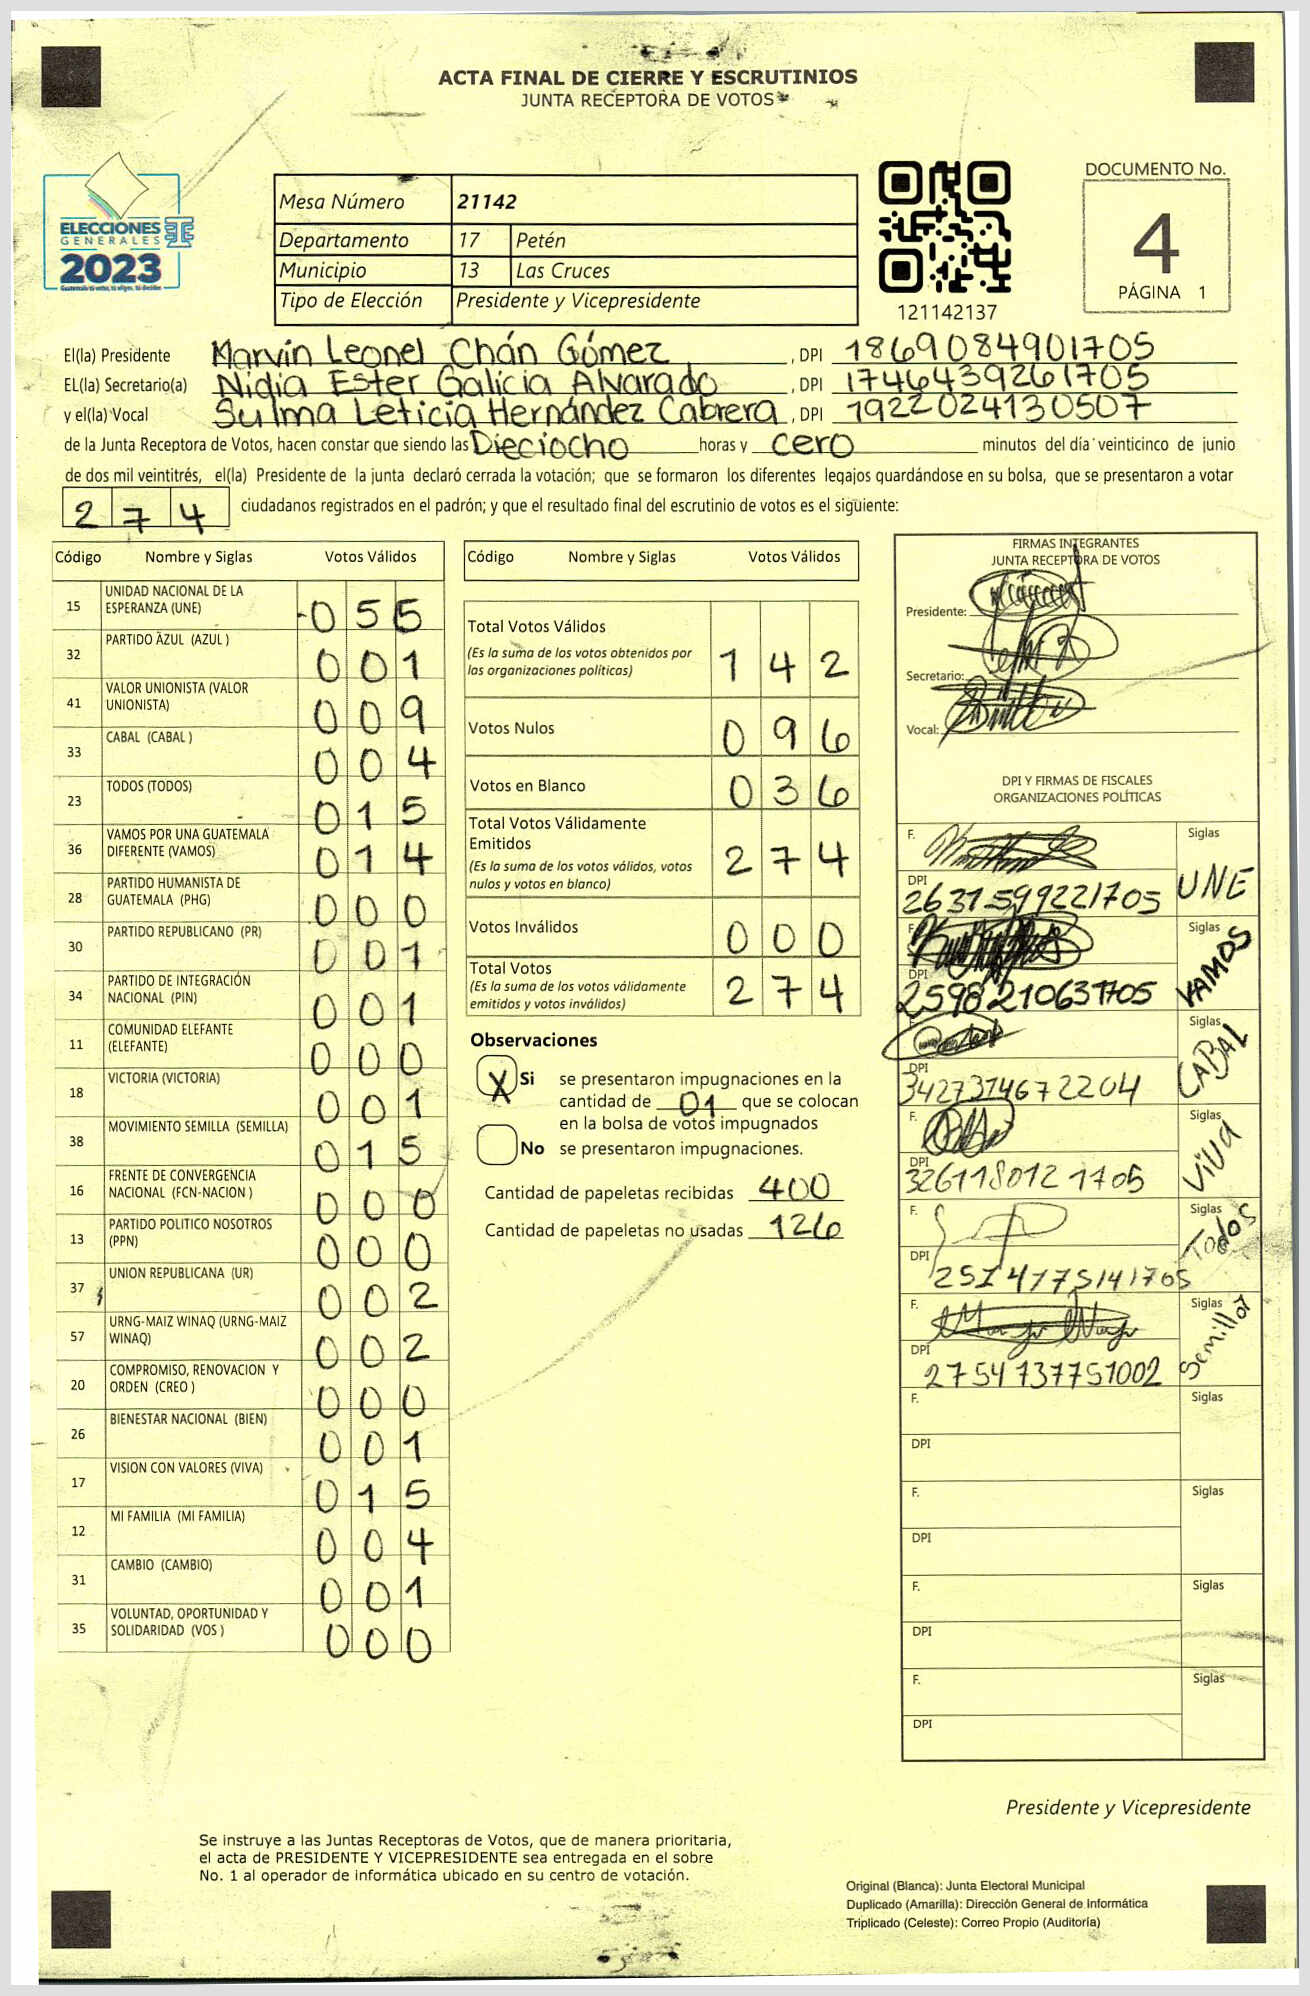 ACTA FINAL DE CIERRE Y ESCRUTINIOS
JUNTA RECEPTORA DE VOTOS
ELECCIONES
GENERALES
2023
Mesa Número 21142
Departamento 17 Petén
Municipio 13 Las Cruces
Tipo de Elección Presidente y Vicepresidente
121142137
DOCUMENTO No.
4
PÁGINA 1
El(la) Presidente Marvin Leonel Chán Gómez, DPI 1869084901705
EL(la) Secretario(a) Nidia Ester Galicia Alvarado, DPI 1746439261705
y el(la) Vocal Sulma Leticia Hernández Cabrera, DPI 1922024130507
de la Junta Receptora de Votos, hacen constar que siendo las Dieciocho horas y cero minutos del día veinticinco de junio
de dos mil veintitrés, el(la) Presidente de la junta declaró cerrada la votación; que se formaron los diferentes legajos quardándose en su bolsa, que se presentaron a votar
274 ciudadanos registrados en el padrón; y que el resultado final del escrutinio de votos es el siguiente:
Código Nombre y Siglas Votos Válidos
15 UNIDAD NACIONAL DE LA
ESPERANZA (UNE) 055
32 PARTIDO AZUL (AZUL ) 001
41 VALOR UNIONISTA (VALOR
UNIONISTA) 009
33 CABAL (CABAL ) 004
23 TODOS (TODOS) 015
36 VAMOS POR UNA GUATEMALA
DIFERENTE (VAMOS) 014
28 PARTIDO HUMANISTA DE
GUATEMALA (PHG) 000
30 PARTIDO REPUBLICANO (PR) 001
34 PARTIDO DE INTEGRACIÓN
NACIONAL (PIN) 001
11 COMUNIDAD ELEFANTE
(ELEFANTE) 000
18 VICTORIA (VICTORIA) 001
38 MOVIMIENTO SEMILLA (SEMILLA) 015
16 FRENTE DE CONVERGENCIA
NACIONAL (FCN-NACION ) 000
13 PARTIDO POLITICO NOSOTROS
(PPN) 000
37 UNION REPUBLICANA (UR) 002
57 URNG-MAIZ WINAQ (URNG-MAIZ
WINAQ) 002
20 COMPROMISO, RENOVACION Y
ORDEN (CREO ) 000
26 BIENESTAR NACIONAL (BIEN) 001
17 VISION CON VALORES (VIVA) 015
12 MI FAMILIA (MI FAMILIA) 004
31 CAMBIO (CAMBIO) 001
35 VOLUNTAD, OPORTUNIDAD Y
SOLIDARIDAD (VOS ) 000
Código Nombre y Siglas Votos Válidos
Total Votos Válidos
(Es la suma de los votos obtenidos por
las organizaciones políticas) 142
Votos Nulos 096
Votos en Blanco 036
Total Votos Válidamente
Emitidos
(Es la suma de los votos válidos, votos
nulos y votos en blanco) 274
Votos Inválidos 000
Total Votos
(Es la suma de los votos válidamente
emitidos y votos inválidos) 274
Observaciones
X Si se presentaron impugnaciones en la
cantidad de 01 que se colocan
en la bolsa de votos impugnados
No se presentaron impugnaciones.
Cantidad de papeletas recibidas 400
Cantidad de papeletas no usadas 126
FIRMAS INTEGRANTES
JUNTA RECEPTORA DE VOTOS
Presidente:
Secretario:
Vocal:
DPI Y FIRMAS DE FISCALES
ORGANIZACIONES POLÍTICAS
F. Siglas
DPI 2631599221705 UNE
F. Siglas
DPI 2598210631705 VAMOS
F. Siglas
DPI 3427314672204 CABAL
F. Siglas
DPI 3261180121705 ViVa
F. Siglas
DPI Todos
F. Siglas
DPI 2754737751002 Semilla
F. Siglas
DPI
F. Siglas
DPI
F. Siglas
DPI
F. Siglas
DPI
Presidente y Vicepresidente
Se instruye a las Juntas Receptoras de Votos, que de manera prioritaria,
el acta de PRESIDENTE Y VICEPRESIDENTE sea entregada en el sobre
No. 1 al operador de informática ubicado en su centro de votación.
Original (Blanca): Junta Electoral Municipal
Duplicado (Amarilla): Dirección General de Informática
Triplicado (Celeste): Correo Propio (Auditoría)